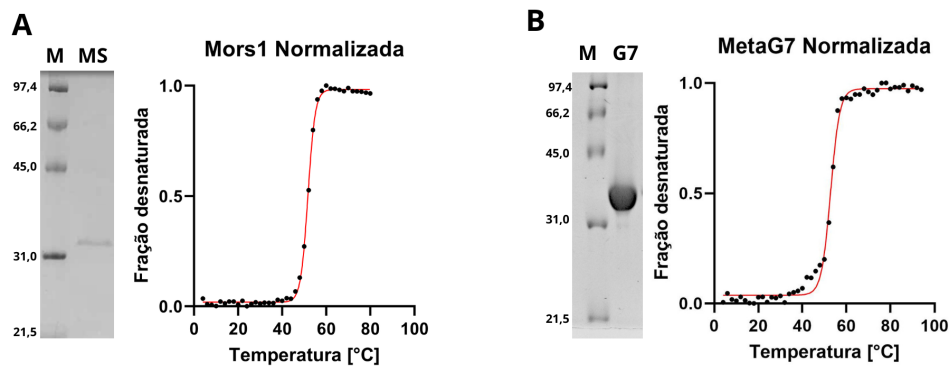 A
M MS
97,4
66,2
45,0
31,0
21,5
Mors1 Normalizada
Fração desnaturada
1.0
0.5
0.0
0 20 40 60 80 100
Temperatura [°C]
B
M G7
97,4
66,2
45,0
31,0
21,5
MetaG7 Normalizada
Fração desnaturada
1.0
0.5
0.0
0 20 40 60 80 100
Temperatura [°C]